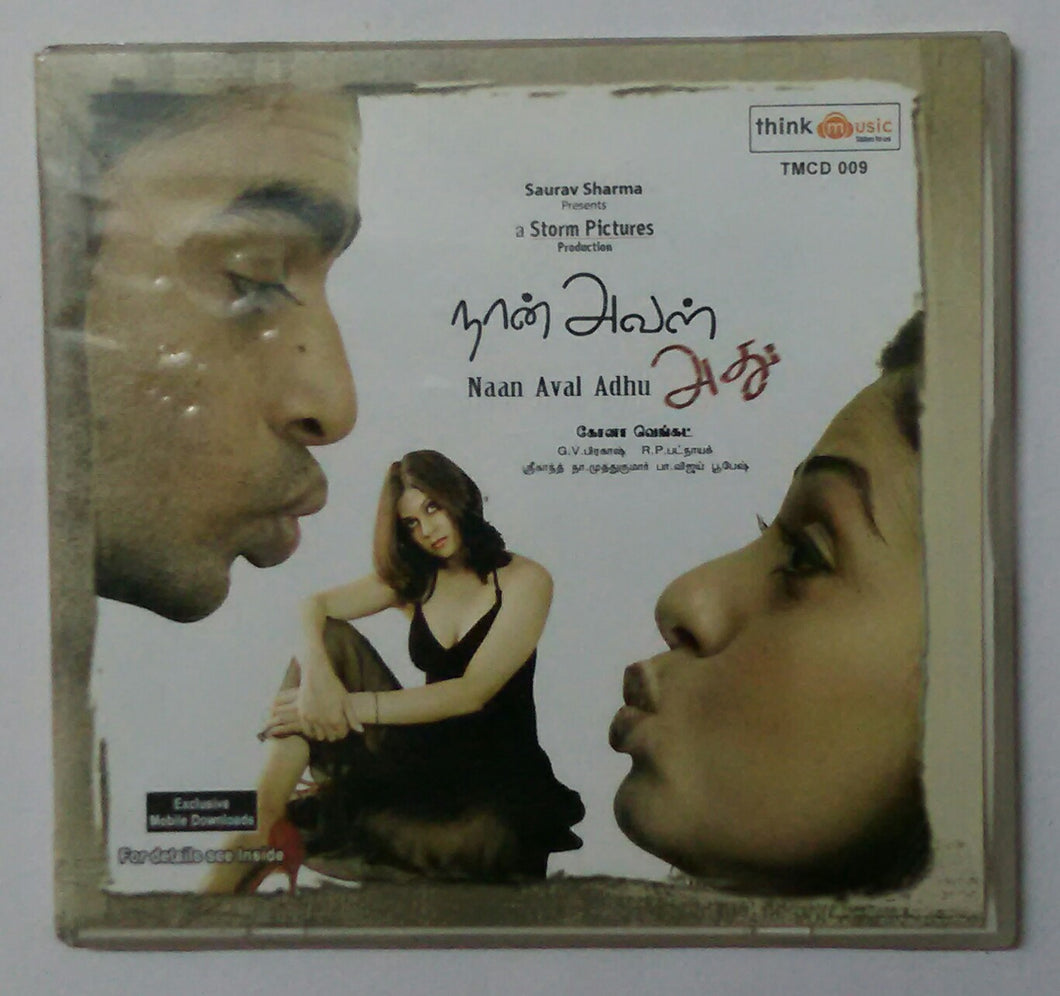 think music
TMCD 009
Saurav Sharma
Presents
a Storm Pictures
Production
நான் அவள்
அது
Naan Aval Adhu
கோனா வெங்கட்
G.V.பிரகாஷ் R.P.பட்நாயக்
ஸ்ரீகாந்த் நா.முத்துகுமார் பா.விஜய் பூபேஷ்
Exclusive
Mobile Downloads
For details see inside